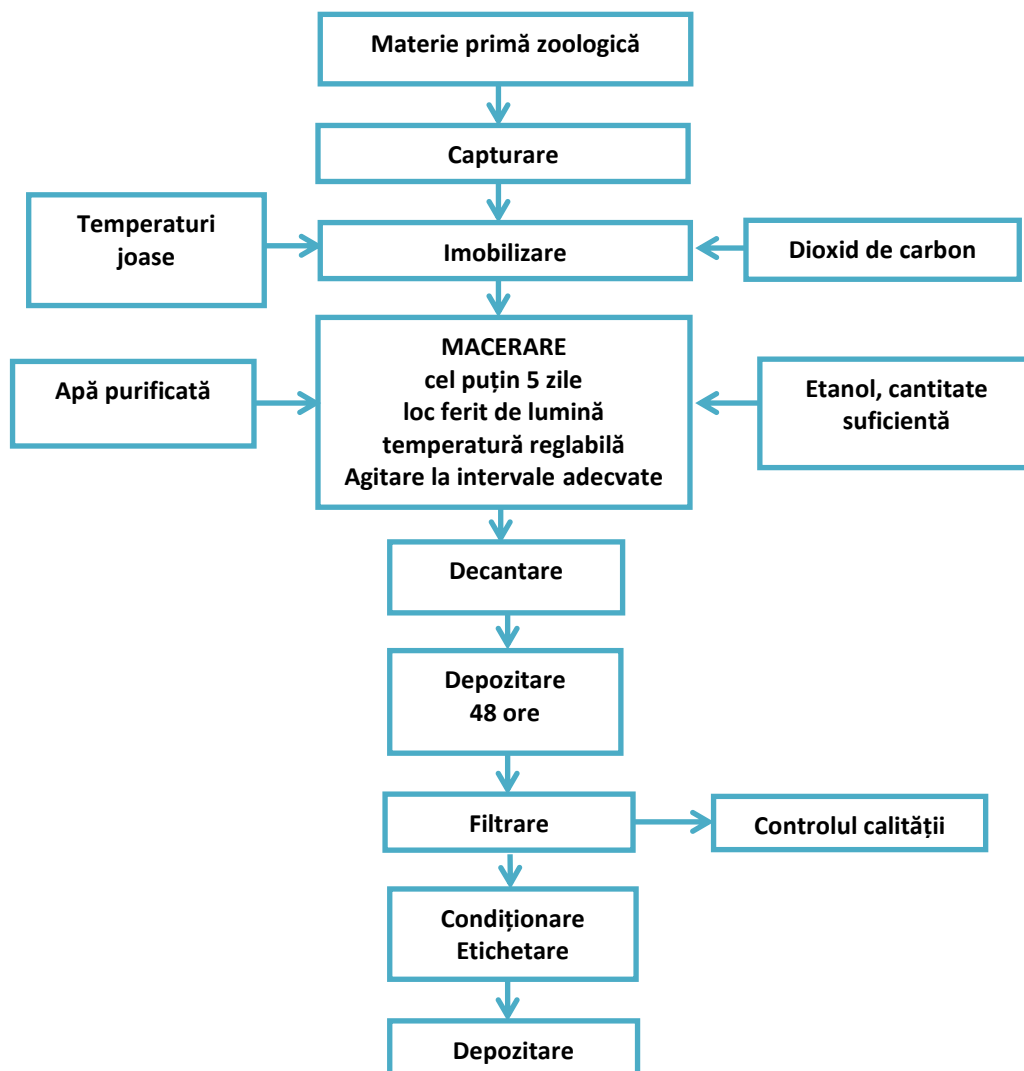 Materie primă zoologică
Capturare
Temperaturi
joase
Imobilizare
Dioxid de carbon
Apă purificată
MACERARE
cel puțin 5 zile
loc ferit de lumină
temperatură reglabilă
Agitare la intervale adecvate
Etanol, cantitate
suficientă
Decantare
Depozitare
48 ore
Filtrare
Controlul calității
Condiționare
Etichetare
Depozitare